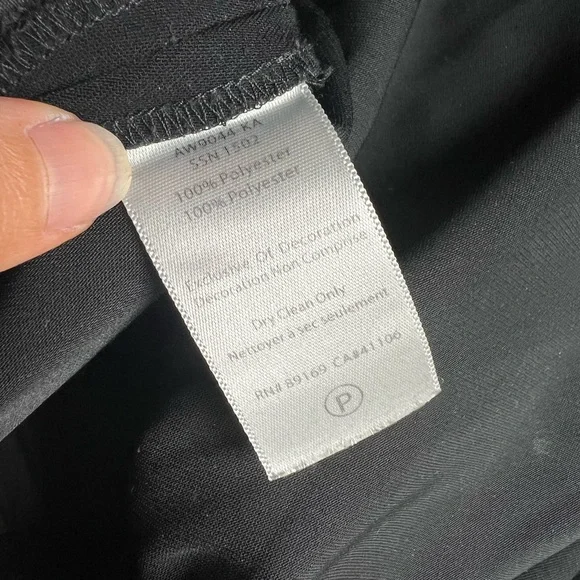 AW9044 KA
SSN 1502
100% Polyester
100% Polyester
Exclusive Of Decoration
Decoration Non Comprise
Dry Clean Only
Nettoyer à sec seulement
RN# 89169 CA#41106
P